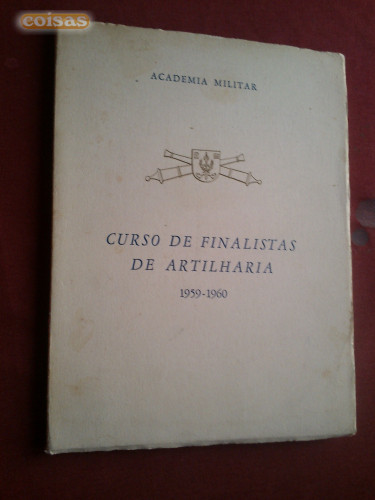 coisas
ACADEMIA MILITAR
CURSO DE FINALISTAS
DE ARTILHARIA
1959-1960